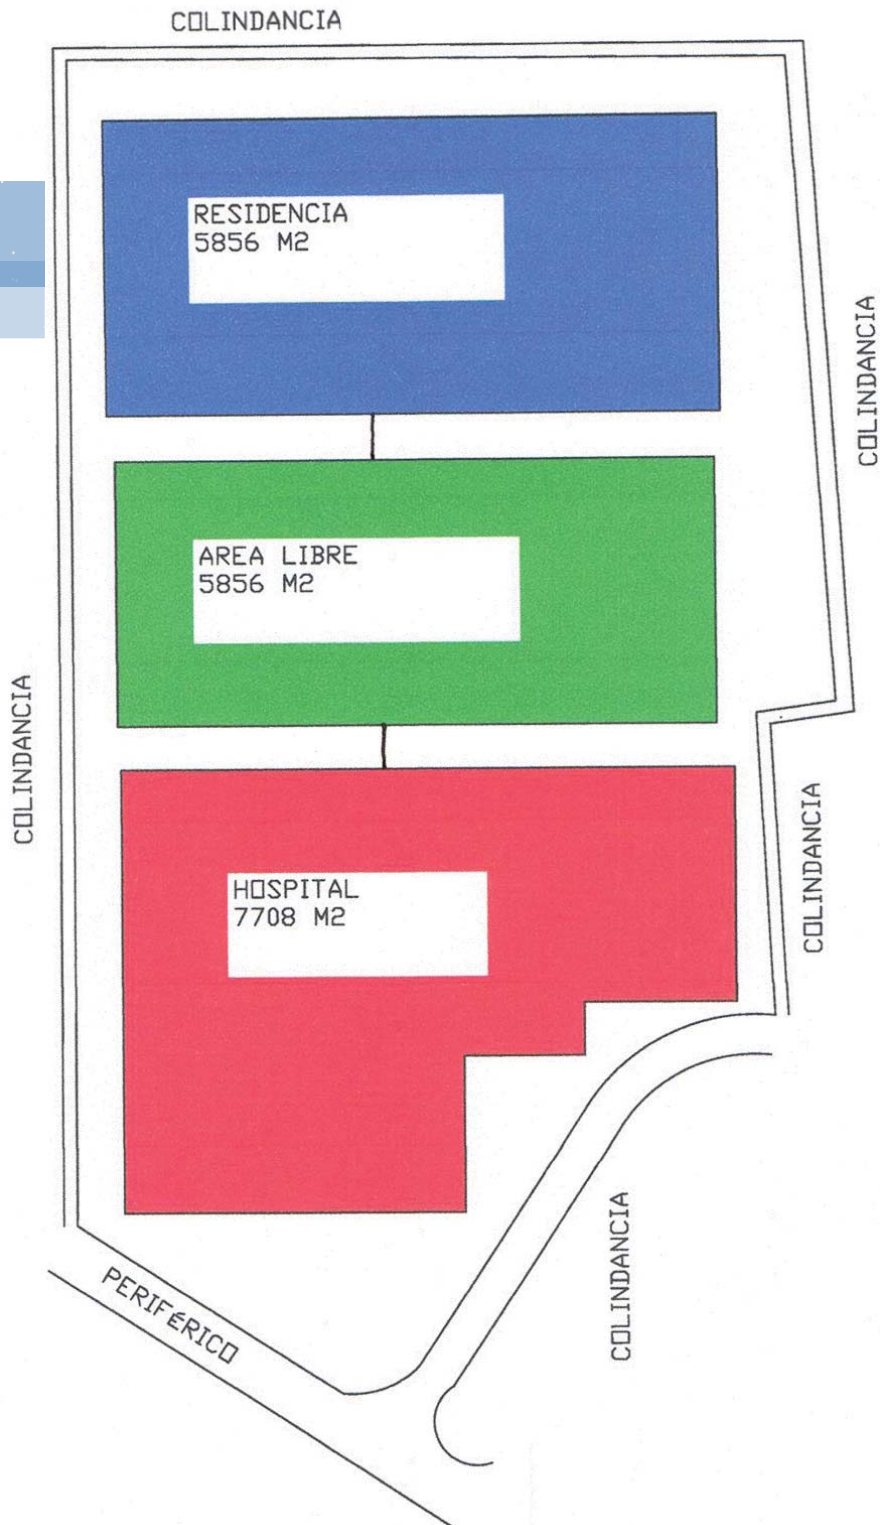 COLINDANCIA
RESIDENCIA
5856 M2
COLINDANCIA
AREA LIBRE
5856 M2
COLINDANCIA
COLINDANCIA
HOSPITAL
7708 M2
COLINDANCIA
PERIFÉRICO